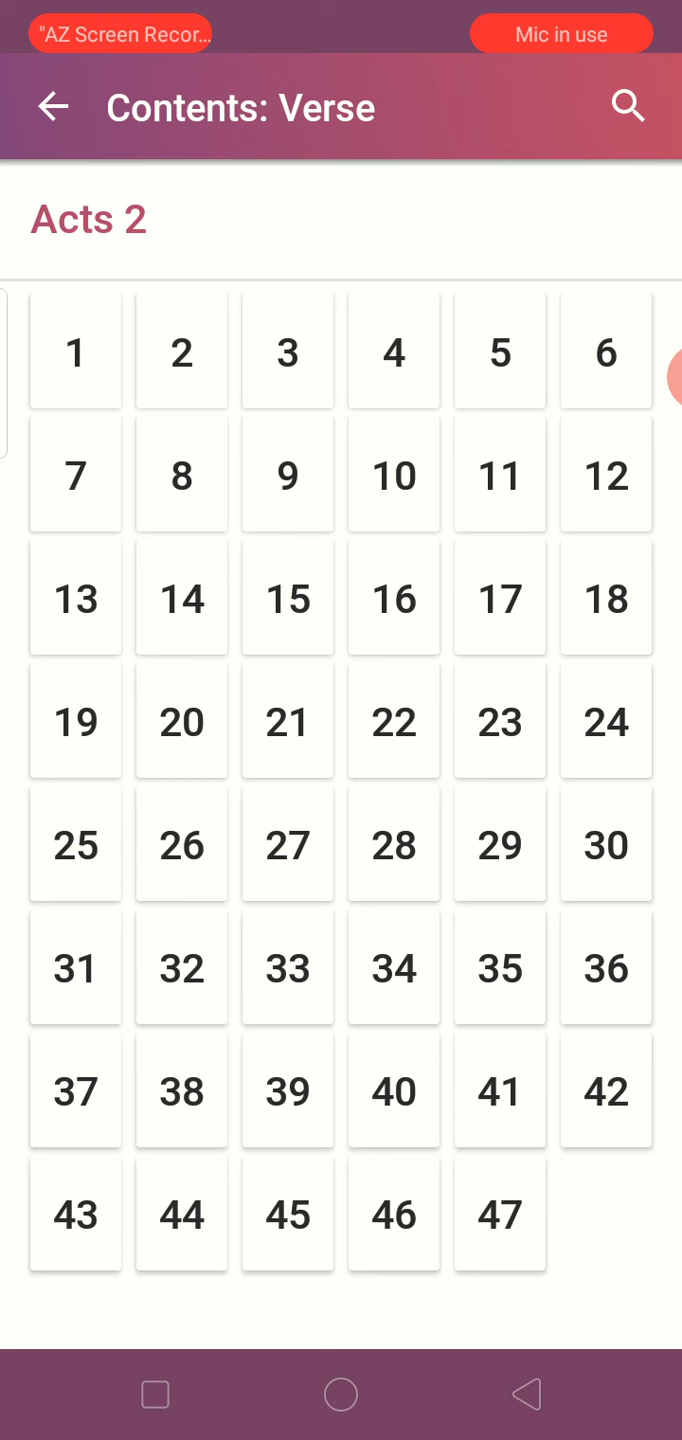 "AZ Screen Recor...
Mic in use
Contents: Verse
Acts 2
1 2 3 4 5 6
7 8 9 10 11 12
13 14 15 16 17 18
19 20 21 22 23 24
25 26 27 28 29 30
31 32 33 34 35 36
37 38 39 40 41 42
43 44 45 46 47